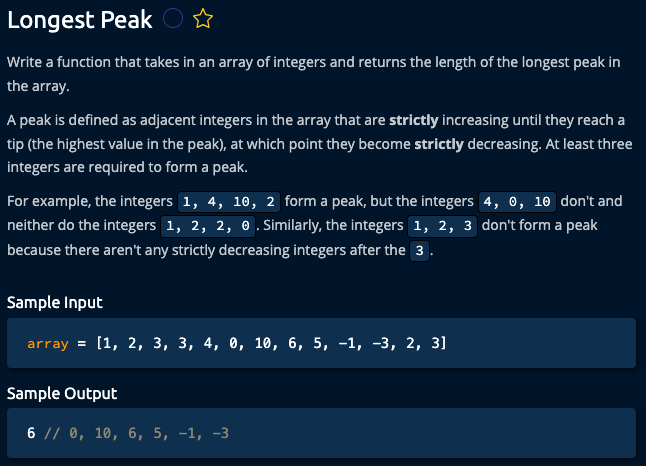 Longest Peak
Write a function that takes in an array of integers and returns the length of the longest peak in
the array.
A peak is defined as adjacent integers in the array that are strictly increasing until they reach a
tip (the highest value in the peak), at which point they become strictly decreasing. At least three
integers are required to form a peak.
For example, the integers 1, 4, 10, 2 form a peak, but the integers 4, 0, 10 don't and
neither do the integers 1, 2, 2, 0. Similarly, the integers 1, 2, 3 don't form a peak
because there aren't any strictly decreasing integers after the 3.
Sample Input
array = [1, 2, 3, 3, 4, 0, 10, 6, 5, -1, -3, 2, 3]
Sample Output
6 // 0, 10, 6, 5, -1, -3